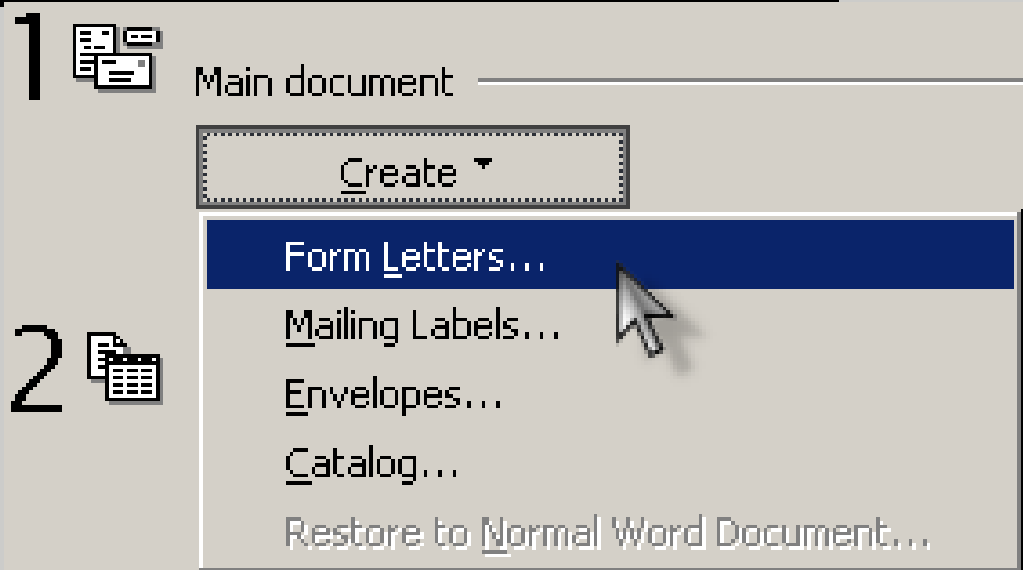 1
Main document
Create
Form Letters...
Mailing Labels...
2
Envelopes...
Catalog...
Restore to Normal Word Document...